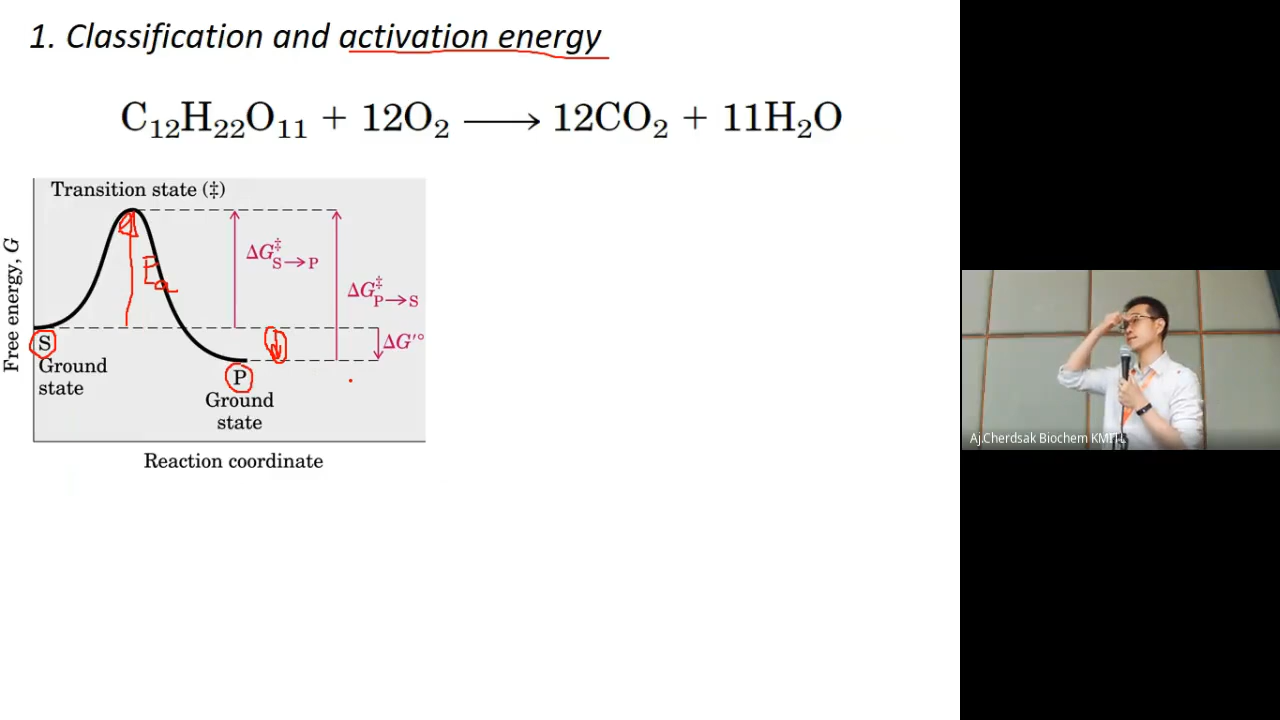 1. Classification and activation energy
C₁₂H₂₂O₁₁ + 12O₂ ⟶ 12CO₂ + 11H₂O
Transition state (‡)
Free energy, G
ΔG‡S→P
ΔG‡P→S
ΔG′°
Ea
S
Ground
state
P
Ground
state
Reaction coordinate
Aj.Cherdsak Biochem KMITL